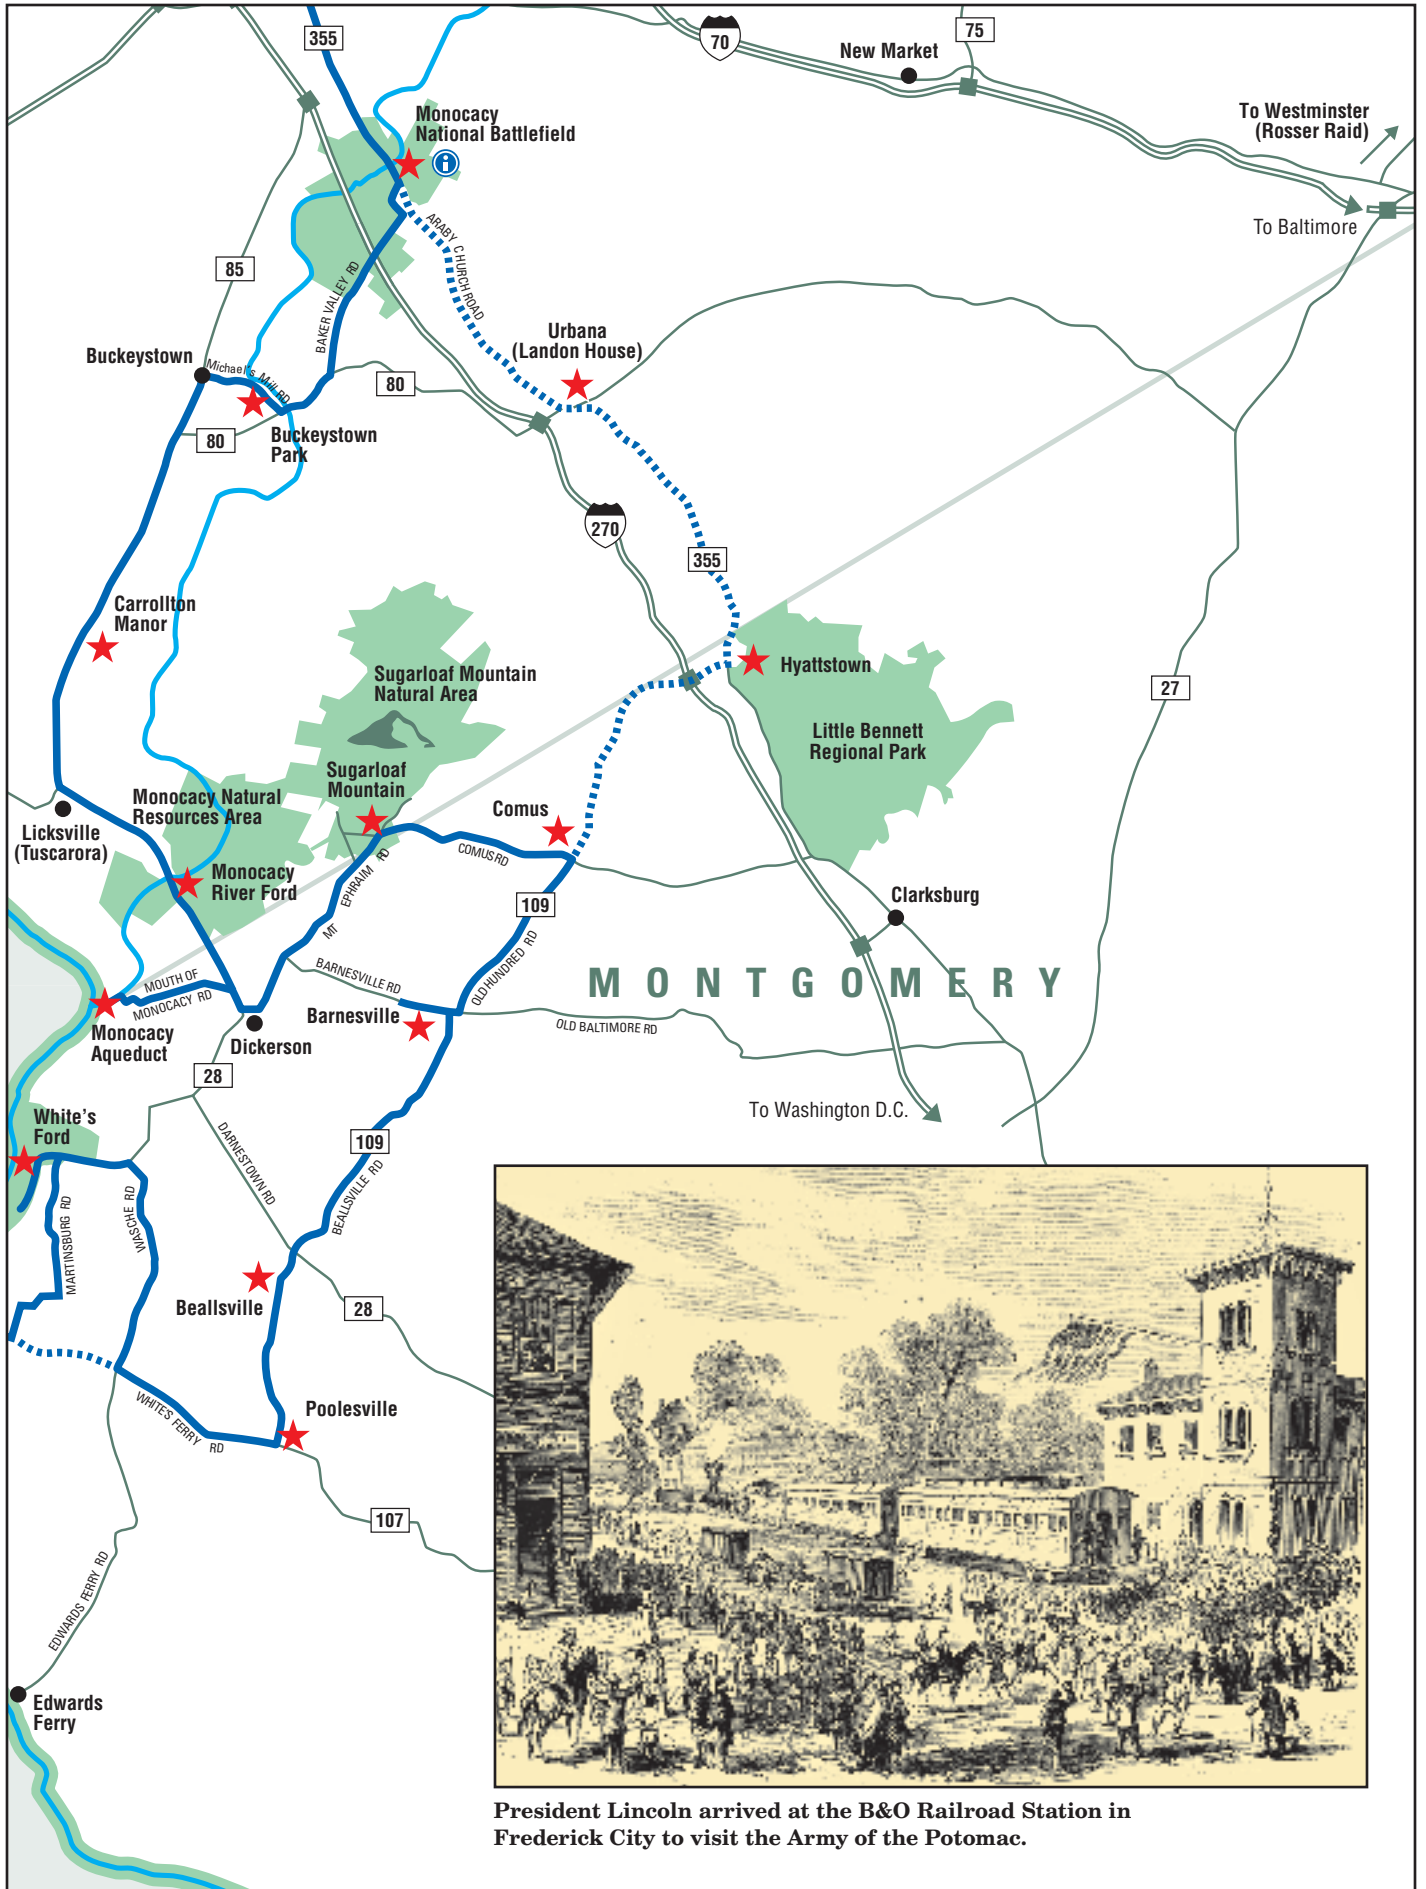 355
70
75
New Market
To Westminster
(Rosser Raid)
Monocacy
National Battlefield
i
To Baltimore
ARABY CHURCH ROAD
85
BAKER VALLEY RD
Urbana
(Landon House)
Buckeystown
Michael's Mill RD
80
80
Buckeystown
Park
270
355
Carrollton
Manor
Hyattstown
Sugarloaf Mountain
Natural Area
27
Little Bennett
Regional Park
Sugarloaf
Mountain
Monocacy Natural
Resources Area
Comus
Licksville
(Tuscarora)
COMUS RD
MT EPHRAIM RD
Monocacy
River Ford
Clarksburg
109
OLD HUNDRED RD
BARNESVILLE RD
MONTGOMERY
MOUTH OF
MONOCACY RD
Barnesville
OLD BALTIMORE RD
Monocacy
Aqueduct
Dickerson
28
To Washington D.C.
White's
Ford
DARNESTOWN RD
109
BEALLSVILLE RD
MARTINSBURG RD
WASCHE RD
Beallsville
28
WHITE'S FERRY RD
Poolesville
107
EDWARDS FERRY RD
Edwards
Ferry
President Lincoln arrived at the B&O Railroad Station in
Frederick City to visit the Army of the Potomac.